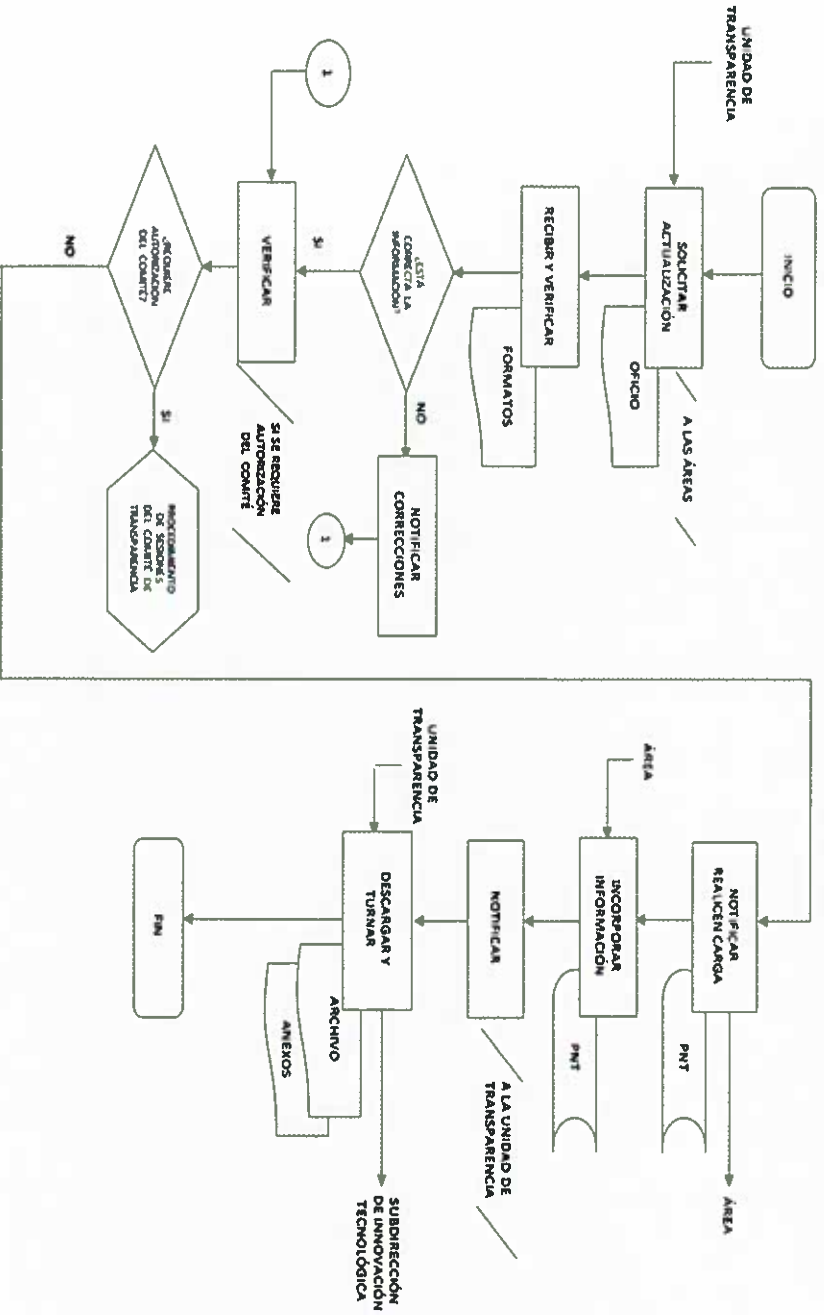 INICIO
UNIDAD DE
TRANSPARENCIA
SOLICITAR
ACTUALIZACIÓN
A LAS ÁREAS
OFICIO
RECIBIR Y VERIFICAR
FORMATOS
¿ESTA
CORRECTA LA
INFORMACIÓN?
NO
NOTIFICAR
CORRECCIONES
1
SI
1
VERIFICAR
SI SE REQUIERE
AUTORIZACIÓN
DEL COMITÉ
¿REQUIERE
AUTORIZACIÓN
DEL COMITÉ?
SI
PROCEDIMIENTO
DE SESIONES
DEL COMITÉ DE
TRANSPARENCIA
NO
NOTIFICAR
REALICEN CARGA
PNT
ÁREA
ÁREA
INCORPORAR
INFORMACIÓN
PNT
NOTIFICAR
A LA UNIDAD DE
TRANSPARENCIA
UNIDAD DE
TRANSPARENCIA
DESCARGAR Y
TURNAR
ARCHIVO
ANEXOS
SUBDIRECCIÓN
DE INNOVACIÓN
TECNOLÓGICA
FIN